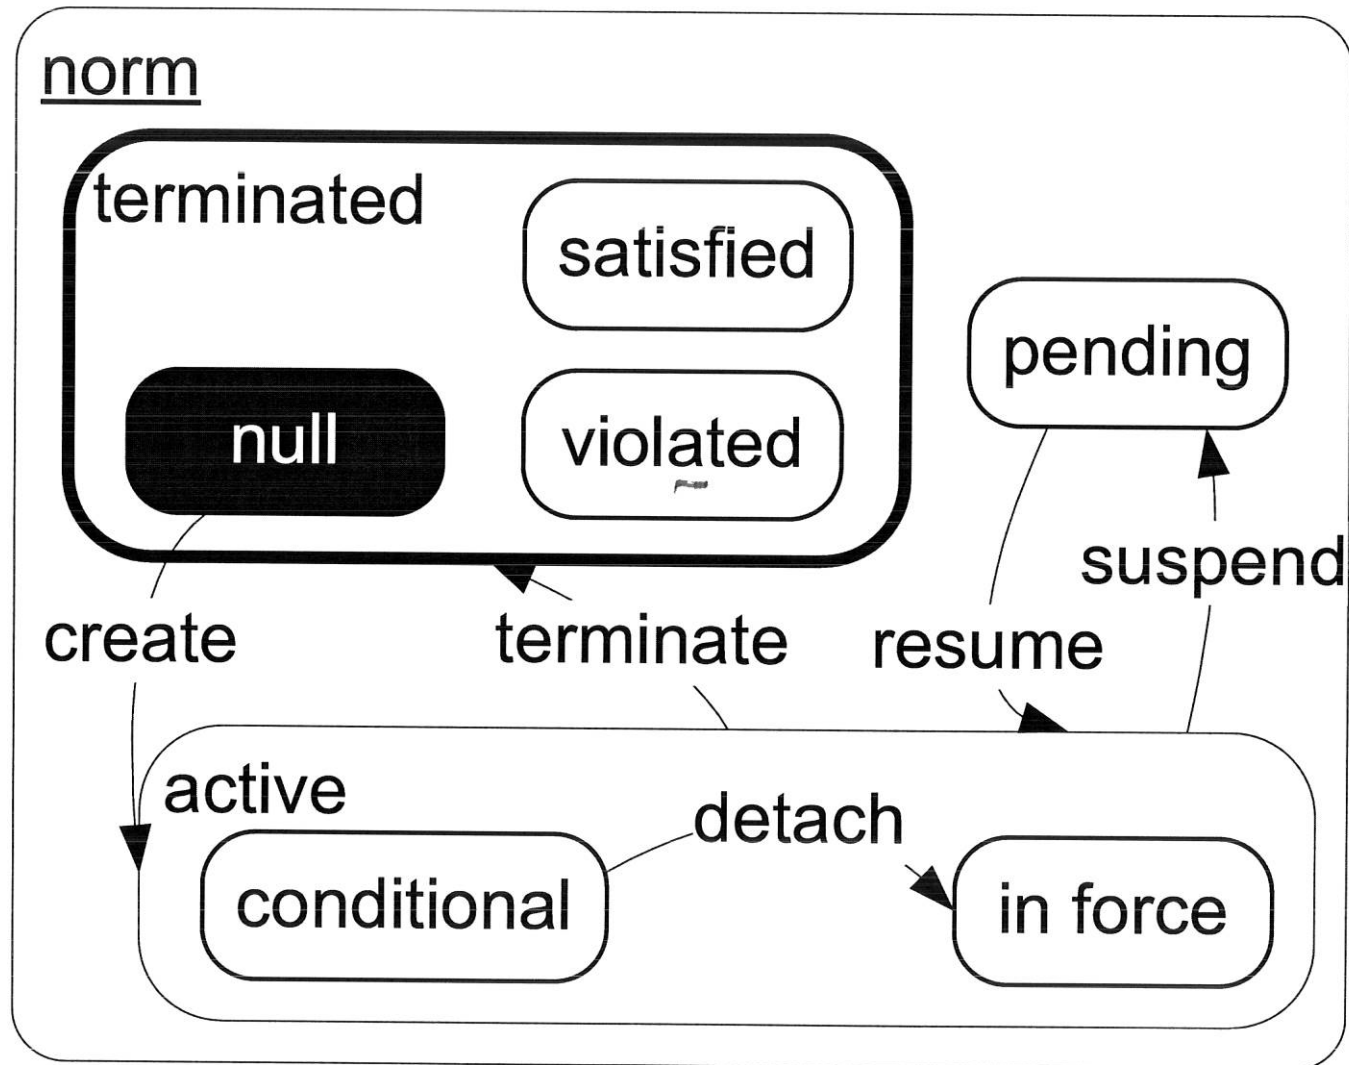 norm
terminated
satisfied
pending
null
violated
suspend
create
terminate
resume
active
detach
conditional
in force